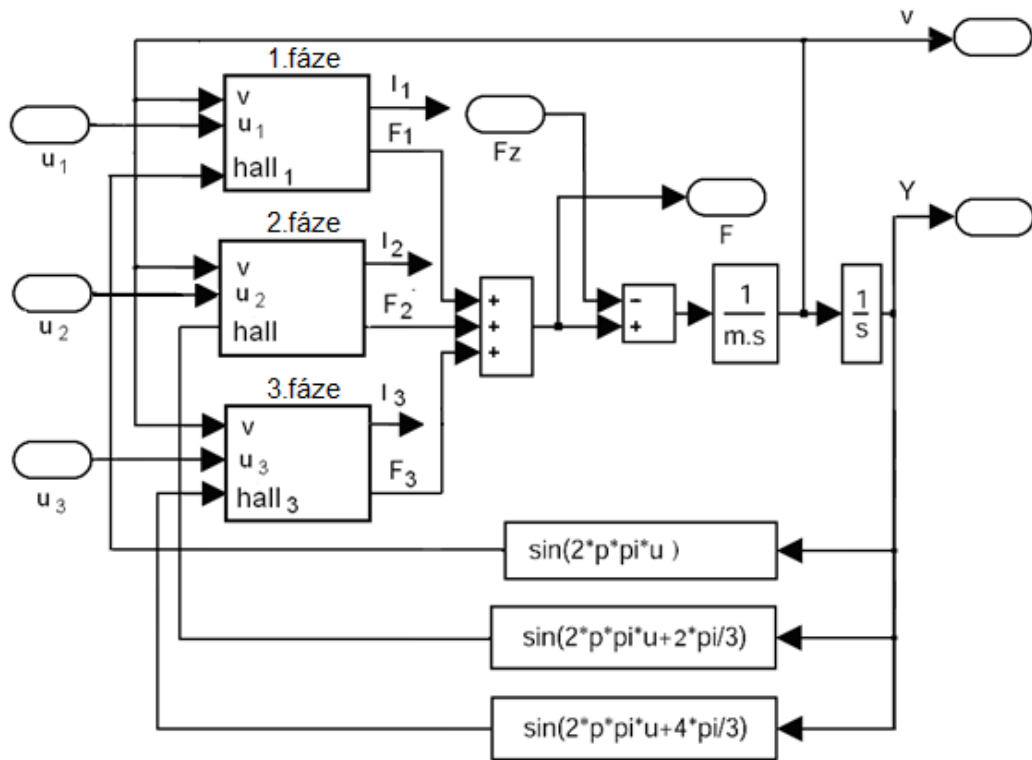 v
1.fáze
v
u1
hall1
I1
F1
u1
Fz
Y
F
2.fáze
v
u2
hall
I2
F2
u2
+
+
+
-
+
1
m.s
1
s
3.fáze
v
u3
hall3
I3
F3
u3
sin(2*p*pi*u )
sin(2*p*pi*u+2*pi/3)
sin(2*p*pi*u+4*pi/3)